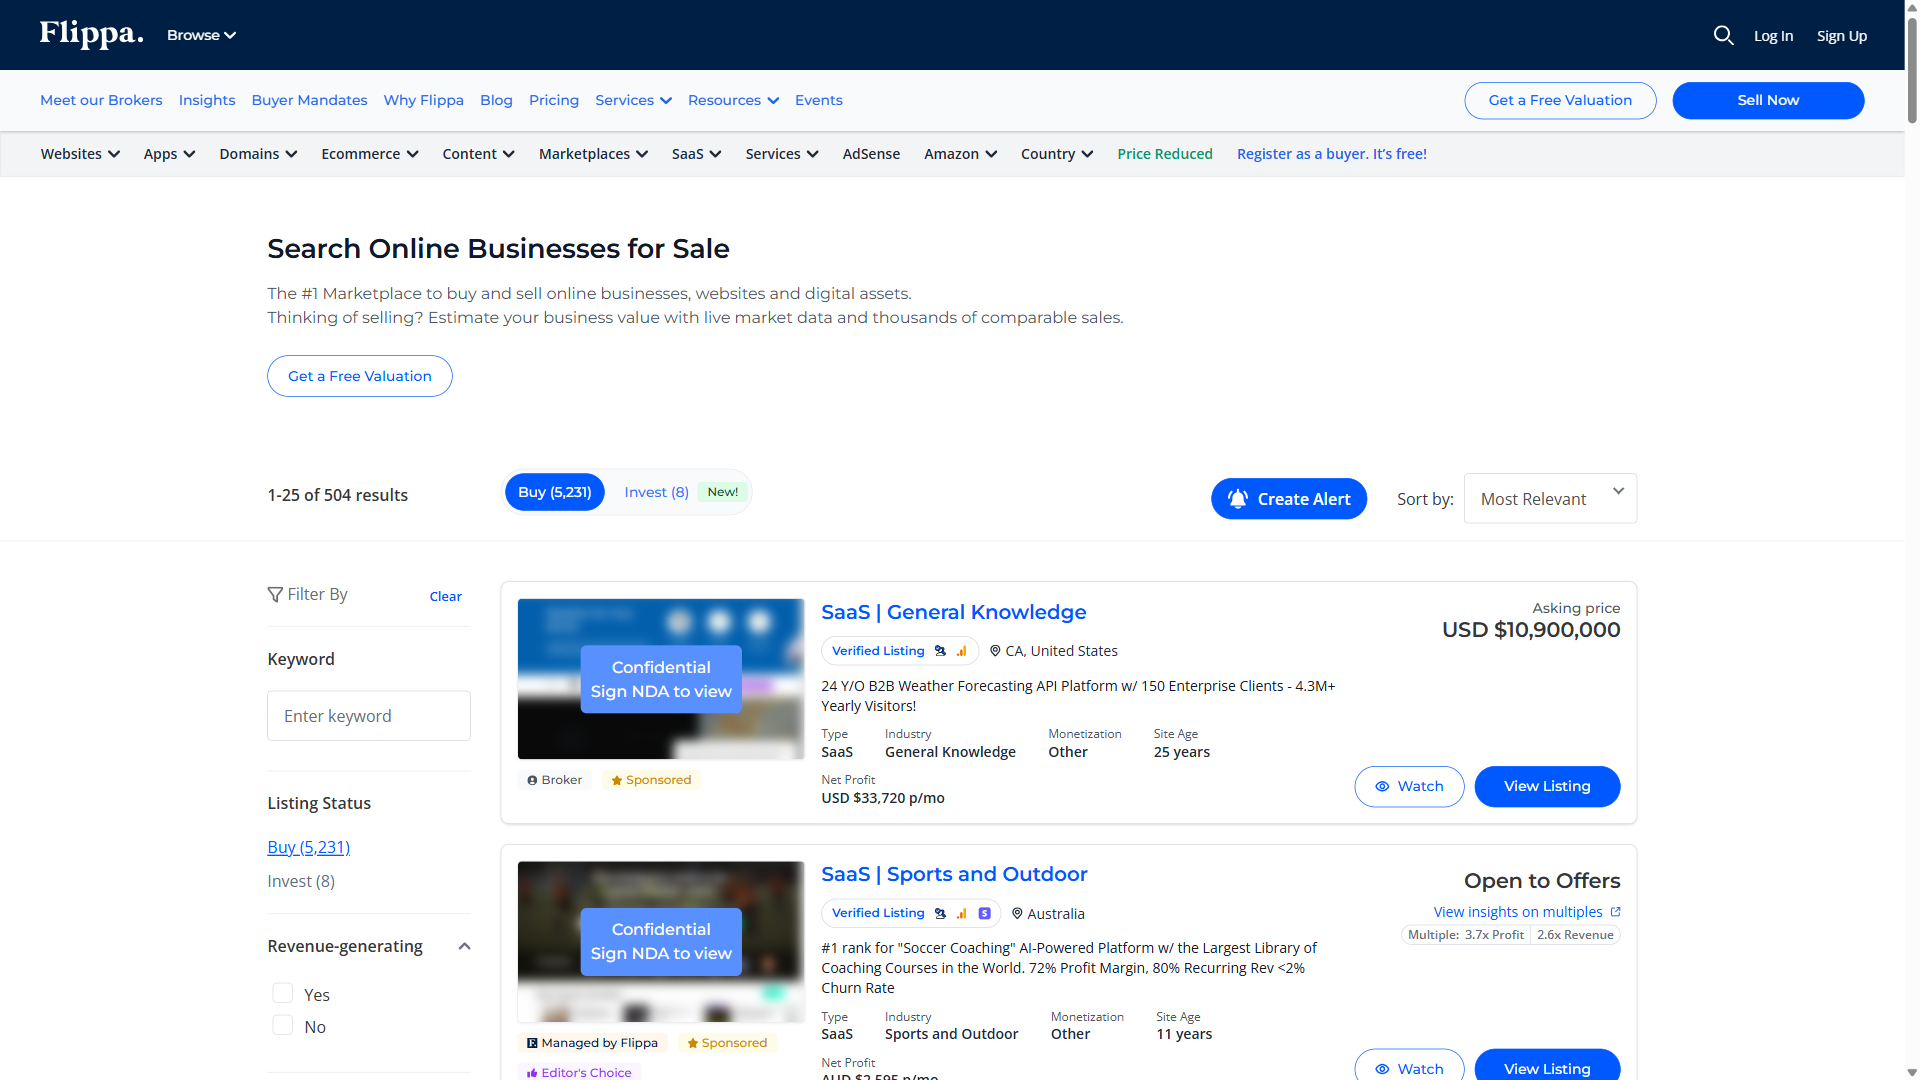 Flippa.
Browse
Log In
Sign Up
Meet our Brokers
Insights
Buyer Mandates
Why Flippa
Blog
Pricing
Services
Resources
Events
Get a Free Valuation
Sell Now
Websites
Apps
Domains
Ecommerce
Content
Marketplaces
SaaS
Services
AdSense
Amazon
Country
Price Reduced
Register as a buyer. It's free!
Search Online Businesses for Sale
The #1 Marketplace to buy and sell online businesses, websites and digital assets.
Thinking of selling? Estimate your business value with live market data and thousands of comparable sales.
Get a Free Valuation
1-25 of 504 results
Buy (5,231)
Invest (8)
New!
Create Alert
Sort by:
Most Relevant
Filter By
Clear
Keyword
Enter keyword
Listing Status
Buy (5,231)
Invest (8)
Revenue-generating
Yes
No
Confidential
Sign NDA to view
Broker
Sponsored
SaaS | General Knowledge
Verified Listing
CA, United States
24 Y/O B2B Weather Forecasting API Platform w/ 150 Enterprise Clients - 4.3M+
Yearly Visitors!
Type
SaaS
Industry
General Knowledge
Monetization
Other
Site Age
25 years
Net Profit
USD $33,720 p/mo
Asking price
USD $10,900,000
Watch
View Listing
Confidential
Sign NDA to view
Managed by Flippa
Sponsored
Editor's Choice
SaaS | Sports and Outdoor
Verified Listing
Australia
#1 rank for "Soccer Coaching" AI-Powered Platform w/ the Largest Library of
Coaching Courses in the World. 72% Profit Margin, 80% Recurring Rev <2%
Churn Rate
Type
SaaS
Industry
Sports and Outdoor
Monetization
Other
Site Age
11 years
Net Profit
AUD $2,595 p/mo
Open to Offers
View insights on multiples
Multiple: 3.7x Profit
2.6x Revenue
Watch
View Listing